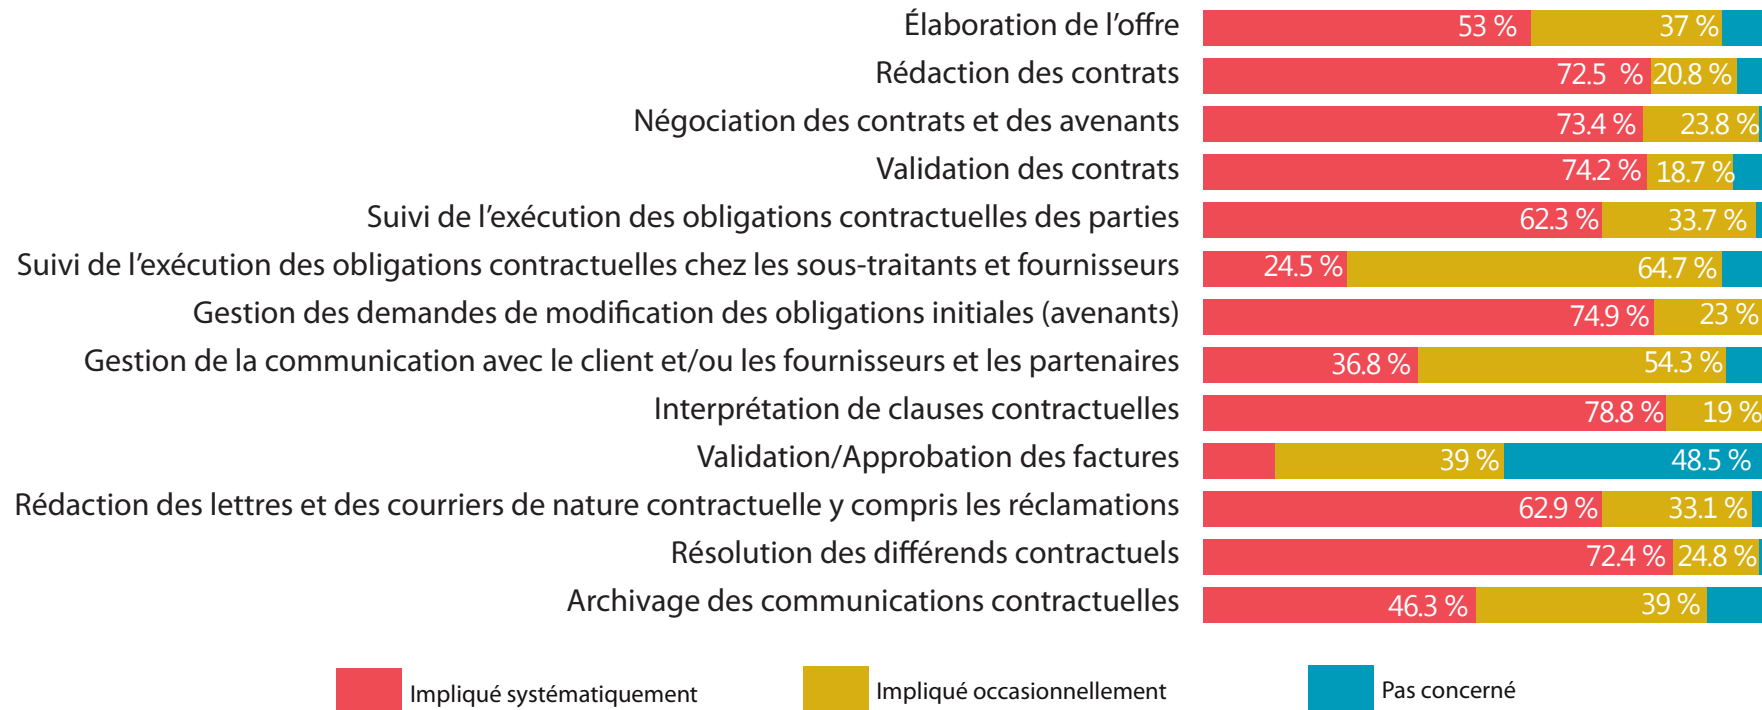 Élaboration de l’offre 53 % 37 %
Rédaction des contrats 72.5 % 20.8 %
Négociation des contrats et des avenants 73.4 % 23.8 %
Validation des contrats 74.2 % 18.7 %
Suivi de l’exécution des obligations contractuelles des parties 62.3 % 33.7 %
Suivi de l’exécution des obligations contractuelles chez les sous-traitants et fournisseurs 24.5 % 64.7 %
Gestion des demandes de modification des obligations initiales (avenants) 74.9 % 23 %
Gestion de la communication avec le client et/ou les fournisseurs et les partenaires 36.8 % 54.3 %
Interprétation de clauses contractuelles 78.8 % 19 %
Validation/Approbation des factures 39 % 48.5 %
Rédaction des lettres et des courriers de nature contractuelle y compris les réclamations 62.9 % 33.1 %
Résolution des différends contractuels 72.4 % 24.8 %
Archivage des communications contractuelles 46.3 % 39 %
Impliqué systématiquement Impliqué occasionnellement Pas concerné